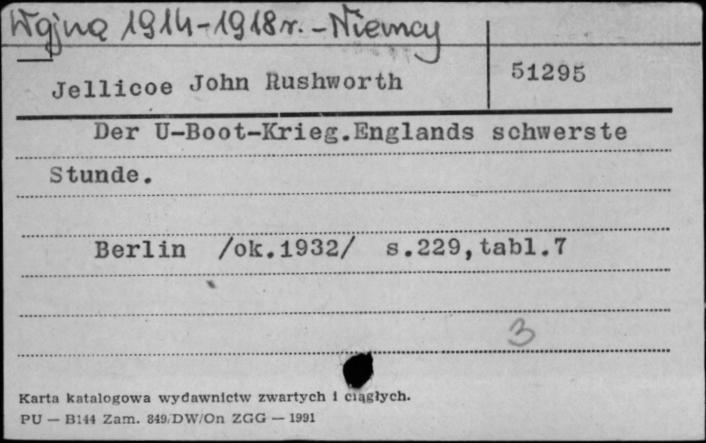 Wojna 1914-1918 r. - Niemcy
Jellicoe John Rushworth 51295
Der U-Boot-Krieg.Englands schwerste
Stunde.
Berlin /ok.1932/ s.229,tabl.7
3
Karta katalogowa wydawnictw zwartych i ciągłych.
PU — B144 Zam. 849/DW/On ZGG — 1991